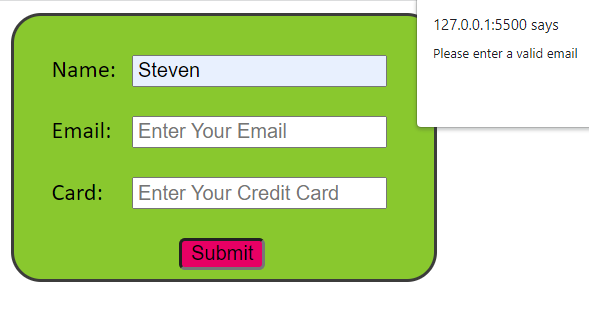 127.0.0.1:5500 says
Please enter a valid email
Name: Steven
Email: Enter Your Email
Card: Enter Your Credit Card
Submit